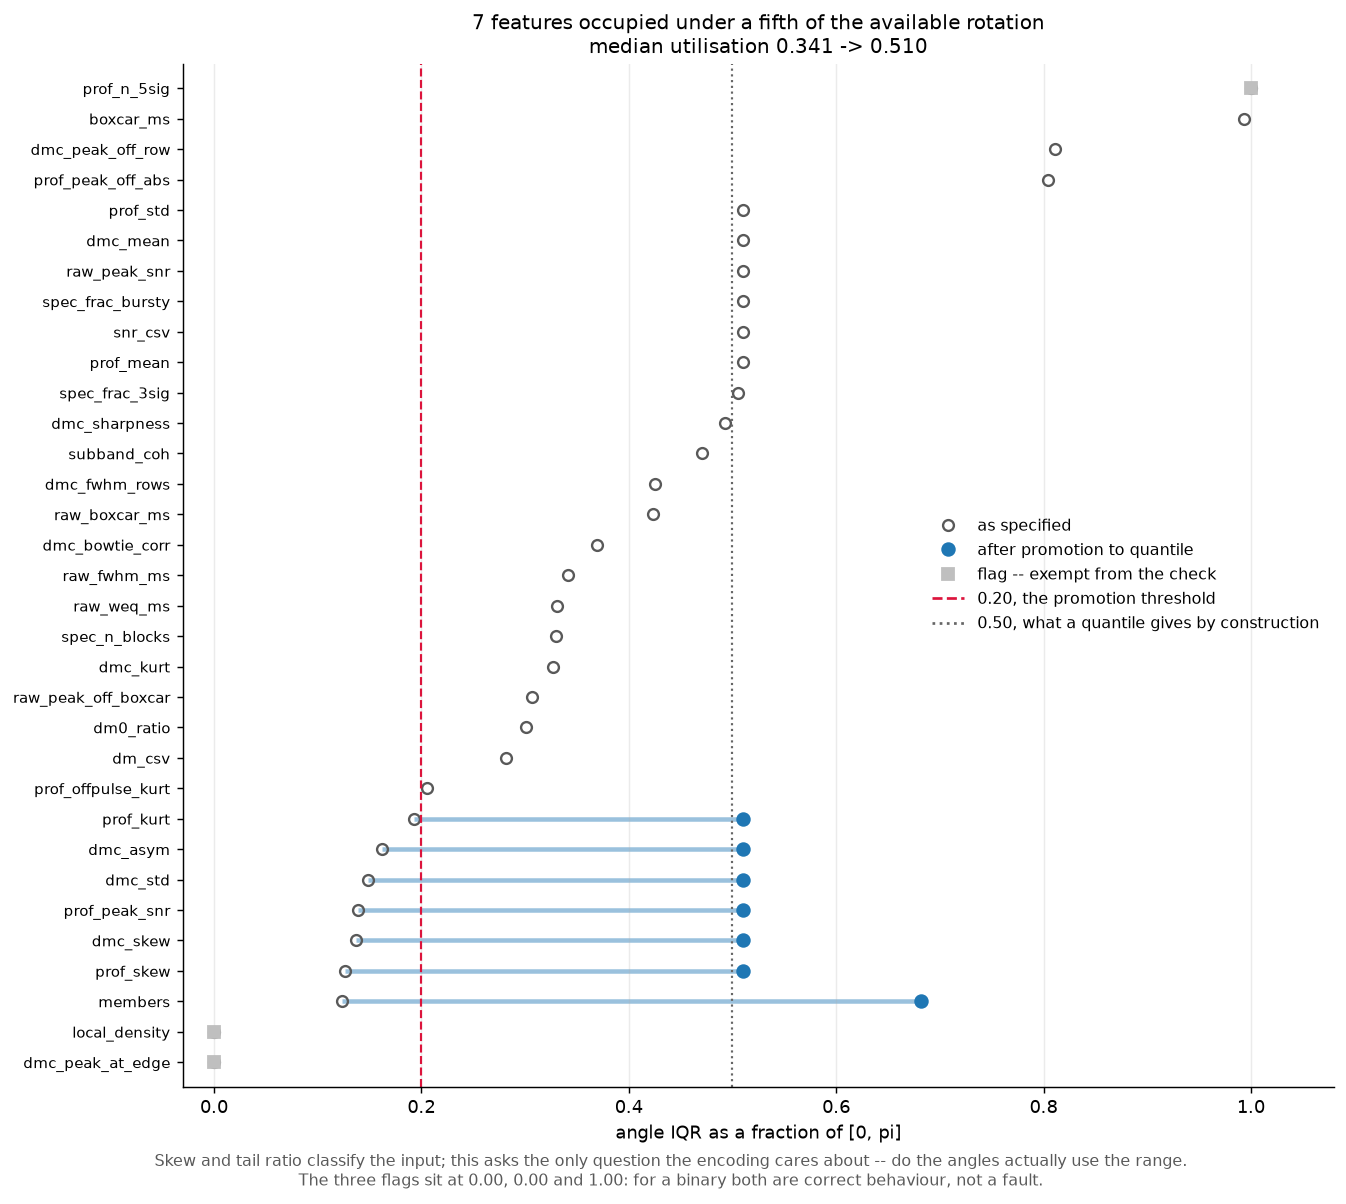 7 features occupied under a fifth of the available rotation
median utilisation 0.341 -> 0.510
prof_n_5sig
boxcar_ms
dmc_peak_off_row
prof_peak_off_abs
prof_std
dmc_mean
raw_peak_snr
spec_frac_bursty
snr_csv
prof_mean
spec_frac_3sig
dmc_sharpness
subband_coh
dmc_fwhm_rows
raw_boxcar_ms
dmc_bowtie_corr
raw_fwhm_ms
raw_weq_ms
spec_n_blocks
dmc_kurt
raw_peak_off_boxcar
dm0_ratio
dm_csv
prof_offpulse_kurt
prof_kurt
dmc_asym
dmc_std
prof_peak_snr
dmc_skew
prof_skew
members
local_density
dmc_peak_at_edge
as specified
after promotion to quantile
flag -- exempt from the check
0.20, the promotion threshold
0.50, what a quantile gives by construction
0.0 0.2 0.4 0.6 0.8 1.0
angle IQR as a fraction of [0, pi]
Skew and tail ratio classify the input; this asks the only question the encoding cares about -- do the angles actually use the range.
The three flags sit at 0.00, 0.00 and 1.00: for a binary both are correct behaviour, not a fault.